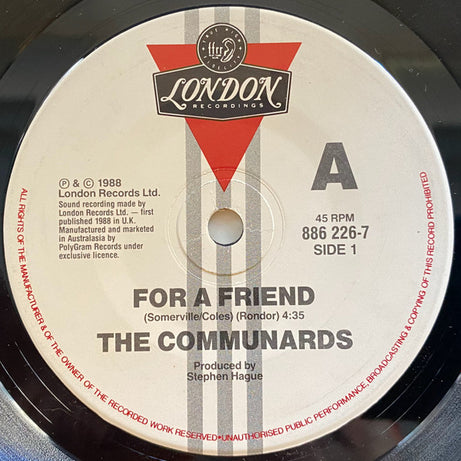 LONDON
RECORDINGS
A
℗ & © 1988
London Records Ltd.
Sound recording made by
London Records Ltd. — first
published 1988 in U.K.
Manufactured and marketed
in Australasia by
PolyGram Records under
exclusive licence.
45 RPM
886 226-7
SIDE 1
FOR A FRIEND
(Somerville/Coles) (Rondor) 4:35
THE COMMUNARDS
Produced by
Stephen Hague
ALL RIGHTS OF THE MANUFACTURER & OF THE OWNER OF THE RECORDED WORK RESERVED•UNAUTHORISED PUBLIC PERFORMANCE, BROADCASTING & COPYING OF THIS RECORD PROHIBITED